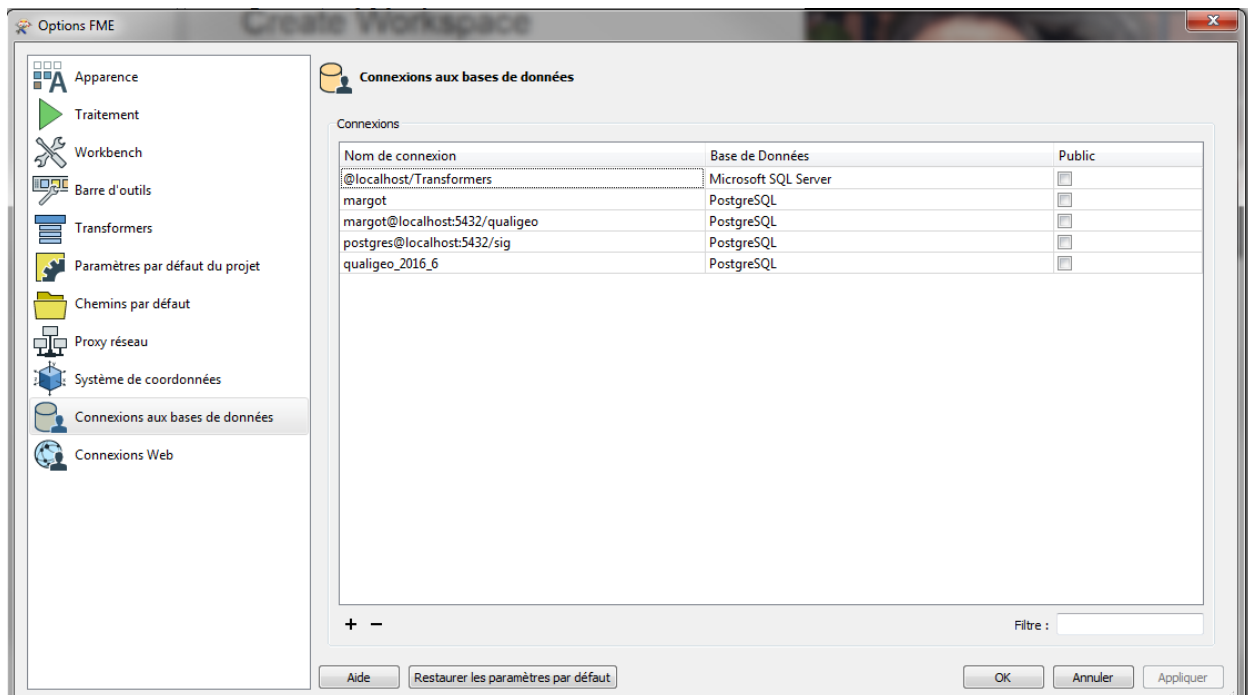 Options FME
Create Workspace
Apparence
Traitement
Workbench
Barre d'outils
Transformers
Paramètres par défaut du projet
Chemins par défaut
Proxy réseau
Système de coordonnées
Connexions aux bases de données
Connexions Web
Connexions aux bases de données
Connexions
Nom de connexion Base de Données Public
@localhost/Transformers Microsoft SQL Server
margot PostgreSQL
margot@localhost:5432/qualigeo PostgreSQL
postgres@localhost:5432/sig PostgreSQL
qualigeo_2016_6 PostgreSQL
+ −
Filtre :
Aide Restaurer les paramètres par défaut OK Annuler Appliquer